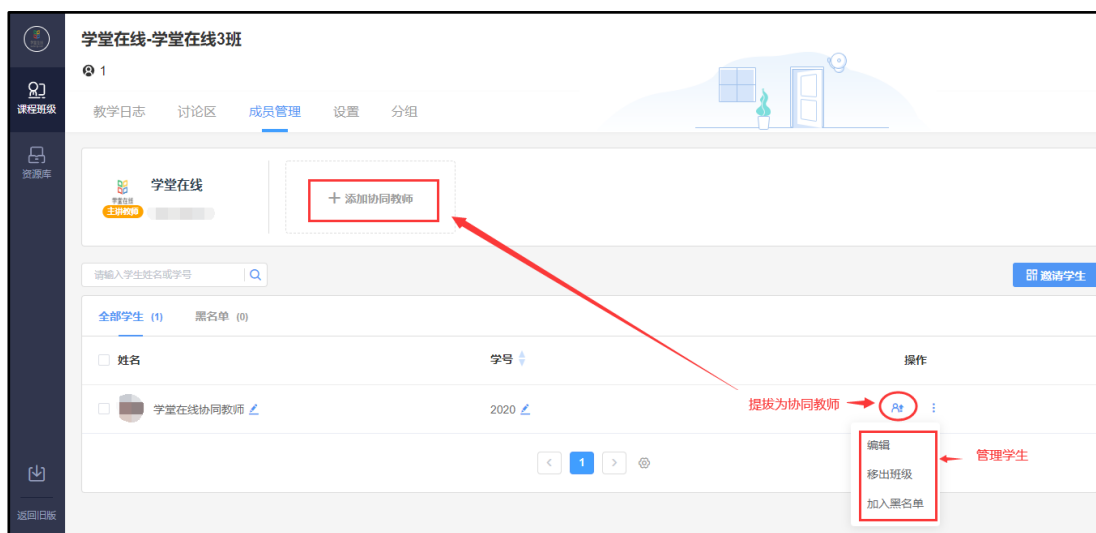 学堂在线-学堂在线3班
1
课程班级
教学日志 讨论区 成员管理 设置 分组
资源库
学堂在线
学堂在线
主讲教师
+ 添加协同教师
请输入学生姓名或学号
邀请学生
全部学生 (1) 黑名单 (0)
姓名 学号 操作
学堂在线协同教师 2020 提拔为协同教师
编辑
管理学生
1
移出班级
加入黑名单
返回旧版